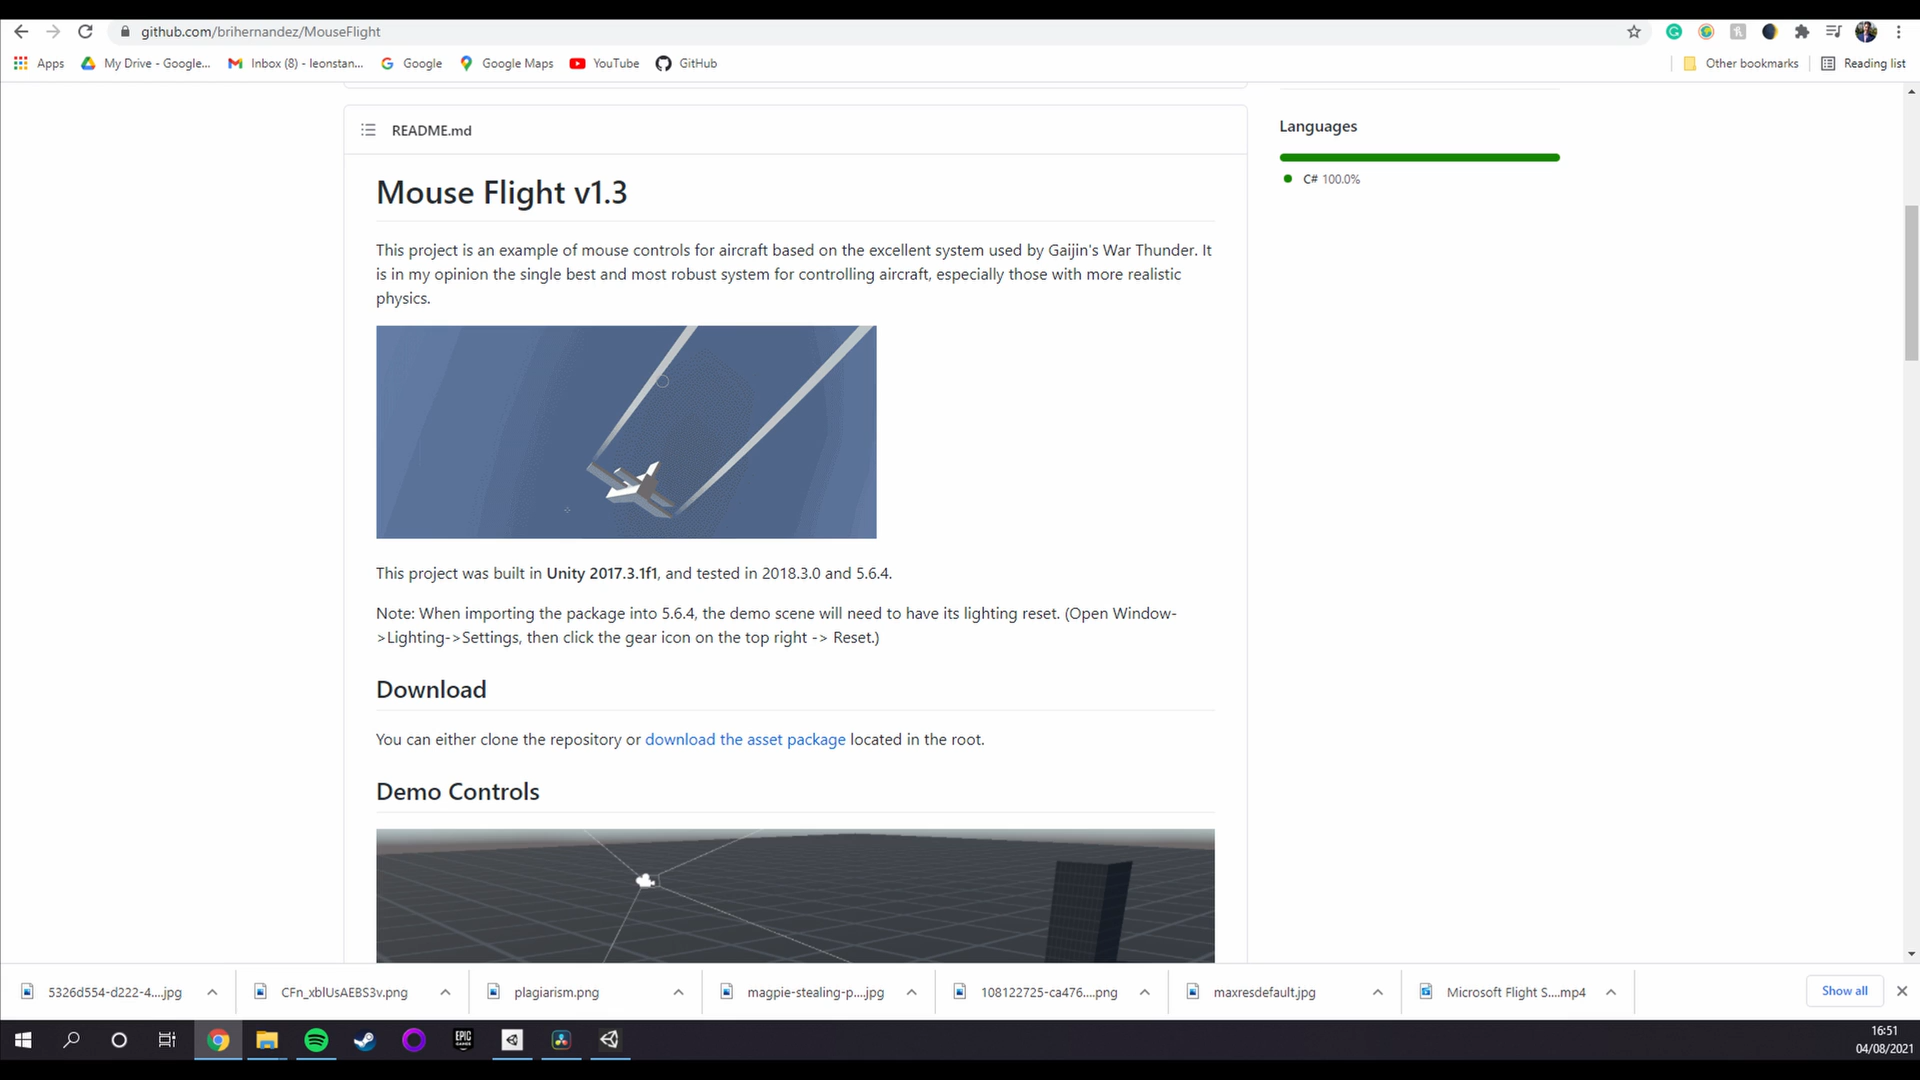 github.com/brihernandez/MouseFlight
Apps My Drive - Google... Inbox (8) - leonstan... Google Google Maps YouTube GitHub Other bookmarks Reading list
README.md
Languages
C# 100.0%
Mouse Flight v1.3
This project is an example of mouse controls for aircraft based on the excellent system used by Gaijin's War Thunder. It
is in my opinion the single best and most robust system for controlling aircraft, especially those with more realistic
physics.
This project was built in Unity 2017.3.1f1, and tested in 2018.3.0 and 5.6.4.
Note: When importing the package into 5.6.4, the demo scene will need to have its lighting reset. (Open Window-
>Lighting->Settings, then click the gear icon on the top right -> Reset.)
Download
You can either clone the repository or download the asset package located in the root.
Demo Controls
5326d554-d222-4....jpg CFn_xblUsAEBS3v.png plagiarism.png magpie-stealing-p....jpg 108122725-ca476....png maxresdefault.jpg Microsoft Flight S....mp4 Show all
EPIC
GAMES
16:51
04/08/2021